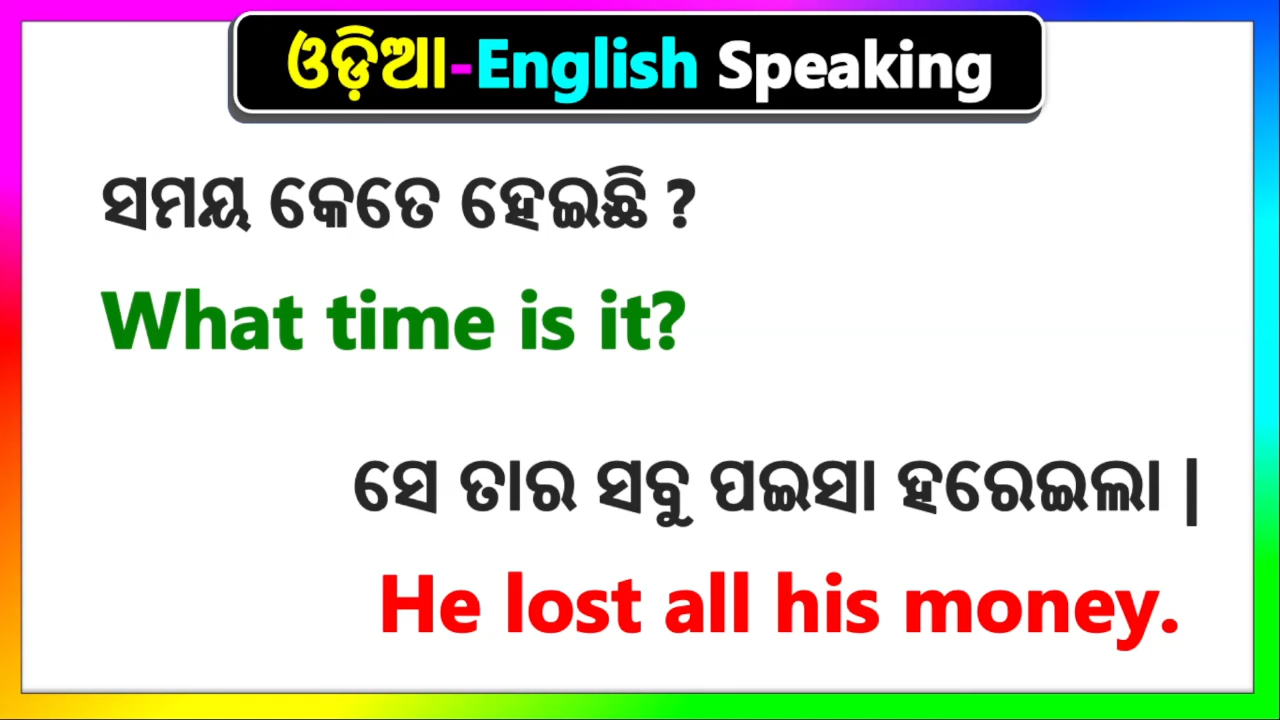 ଓଡ଼ିଆ-English Speaking
ସମୟ କେତେ ହେଇଛି ?
What time is it?
ସେ ତାର ସବୁ ପଇସା ହରେଇଲା |
He lost all his money.